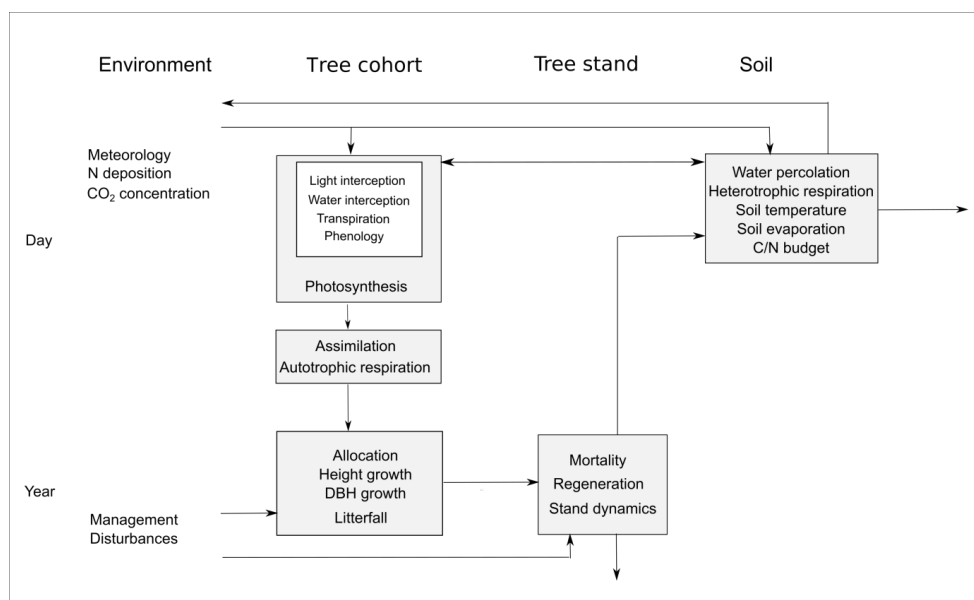 Environment
Tree cohort
Tree stand
Soil
Meteorology
N deposition
CO₂ concentration
Light interception
Water interception
Transpiration
Phenology
Photosynthesis
Water percolation
Heterotrophic respiration
Soil temperature
Soil evaporation
C/N budget
Day
Assimilation
Autotrophic respiration
Allocation
Height growth
DBH growth
Litterfall
Mortality
Regeneration
Stand dynamics
Year
Management
Disturbances